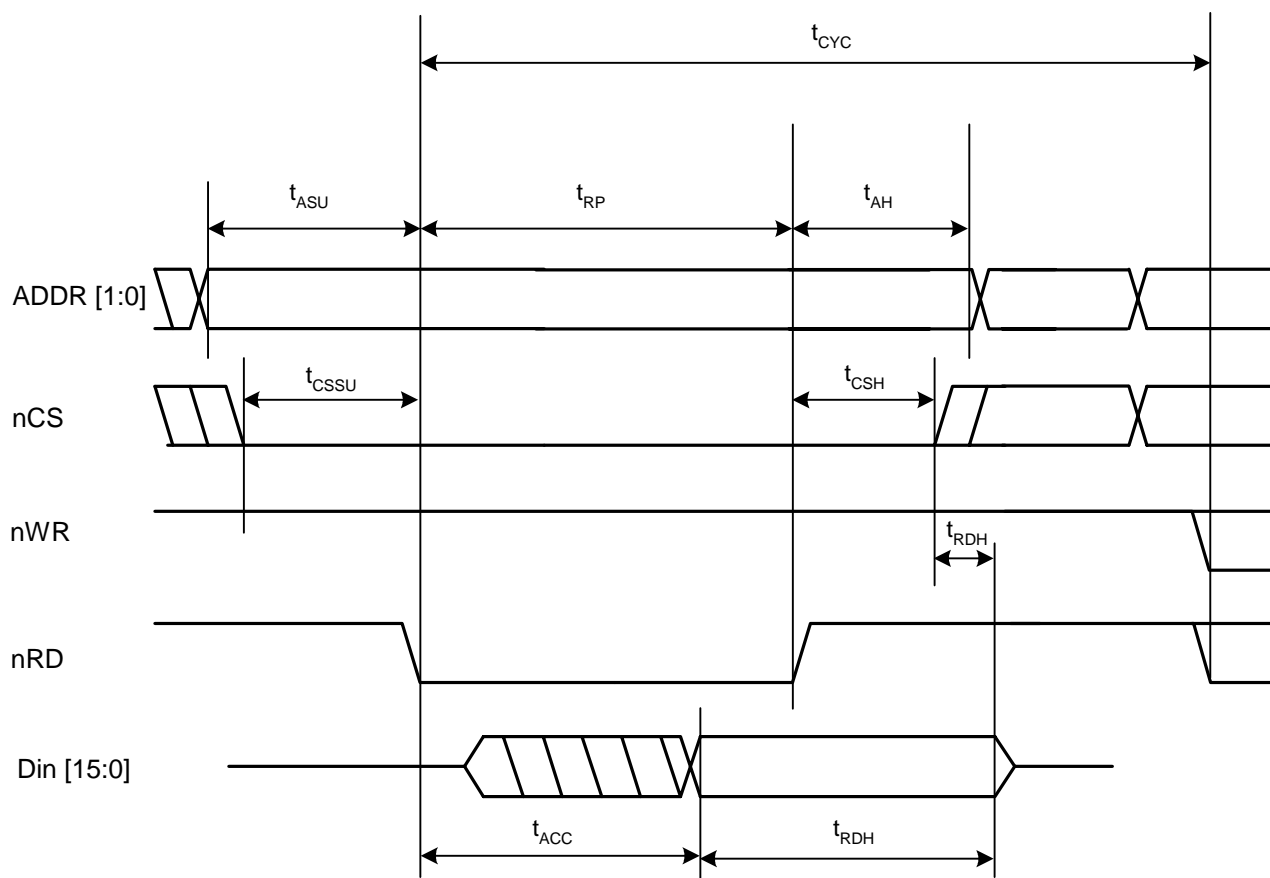 tCYC
tASU
tRP
tAH
ADDR [1:0]
tCSSU
tCSH
nCS
nWR
tRDH
nRD
Din [15:0]
tACC
tRDH